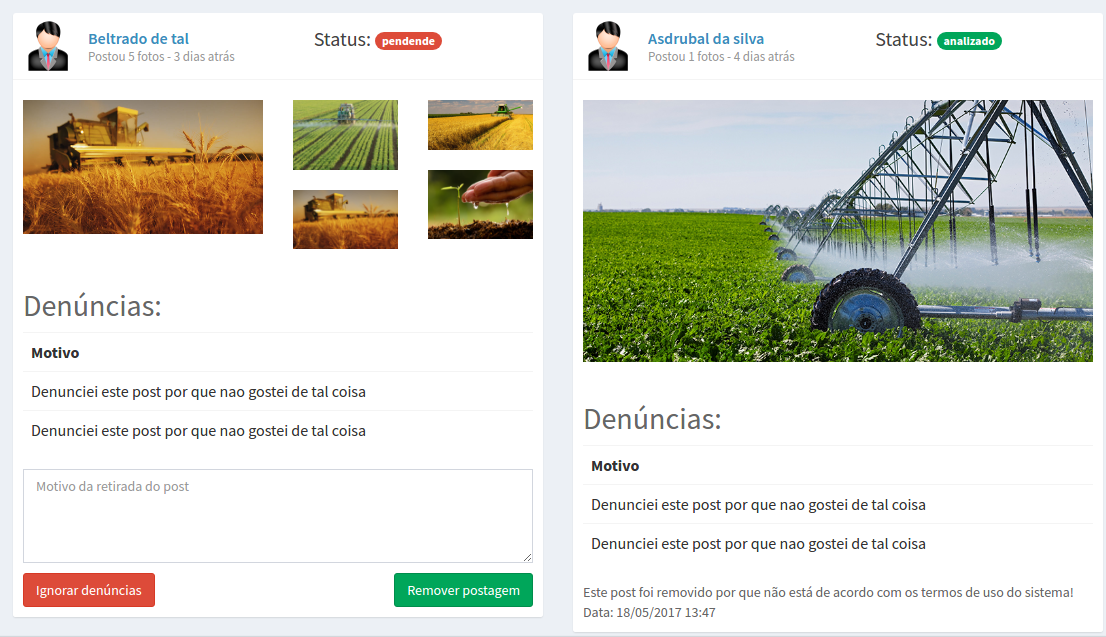 Beltrado de tal
Postou 5 fotos - 3 dias atrás
Status: pendende
Denúncias:
Motivo
Denunciei este post por que nao gostei de tal coisa
Denunciei este post por que nao gostei de tal coisa
Motivo da retirada do post
Ignorar denúncias
Remover postagem
Asdrubal da silva
Postou 1 fotos - 4 dias atrás
Status: analizado
Denúncias:
Motivo
Denunciei este post por que nao gostei de tal coisa
Denunciei este post por que nao gostei de tal coisa
Este post foi removido por que não está de acordo com os termos de uso do sistema!
Data: 18/05/2017 13:47